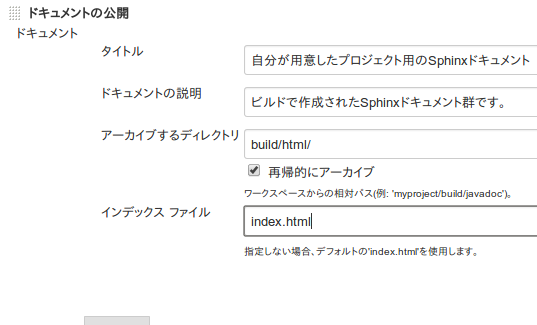 ドキュメントの公開
ドキュメント
タイトル
自分が用意したプロジェクト用のSphinxドキュメント
ドキュメントの説明
ビルドで作成されたSphinxドキュメント群です。
アーカイブするディレクトリ
build/html/
再帰的にアーカイブ
ワークスペースからの相対パス(例: 'myproject/build/javadoc')。
インデックス ファイル
index.html
指定しない場合、デフォルトの'index.html'を使用します。